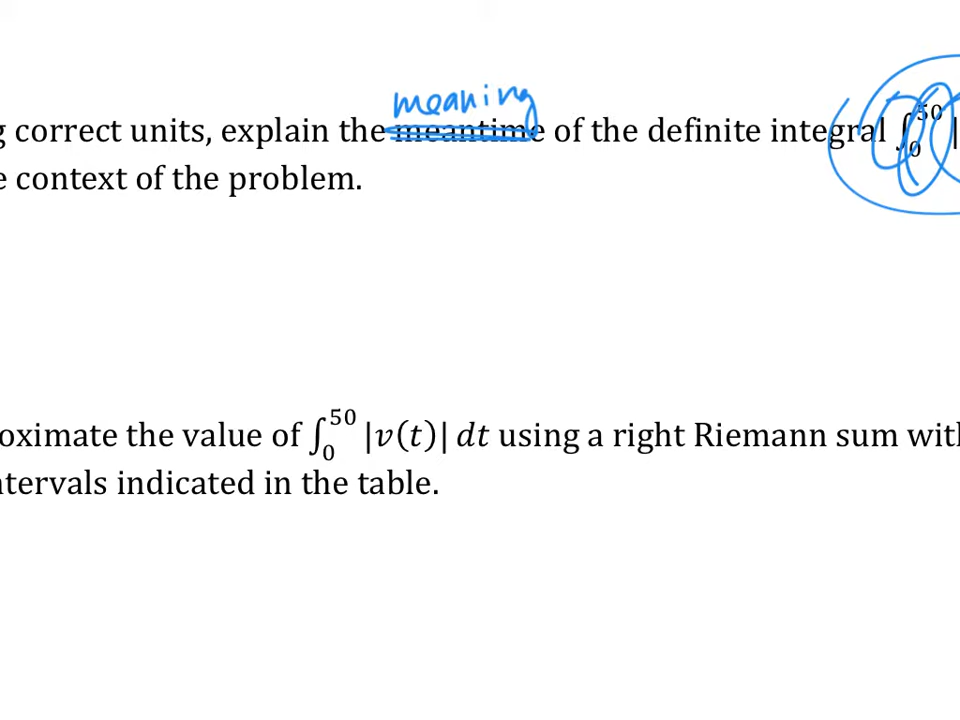 meaning
g correct units, explain the meantime of the definite integral ∫₀⁵⁰ |
e context of the problem.
oximate the value of ∫₀⁵⁰ |v(t)| dt using a right Riemann sum wit
ntervals indicated in the table.